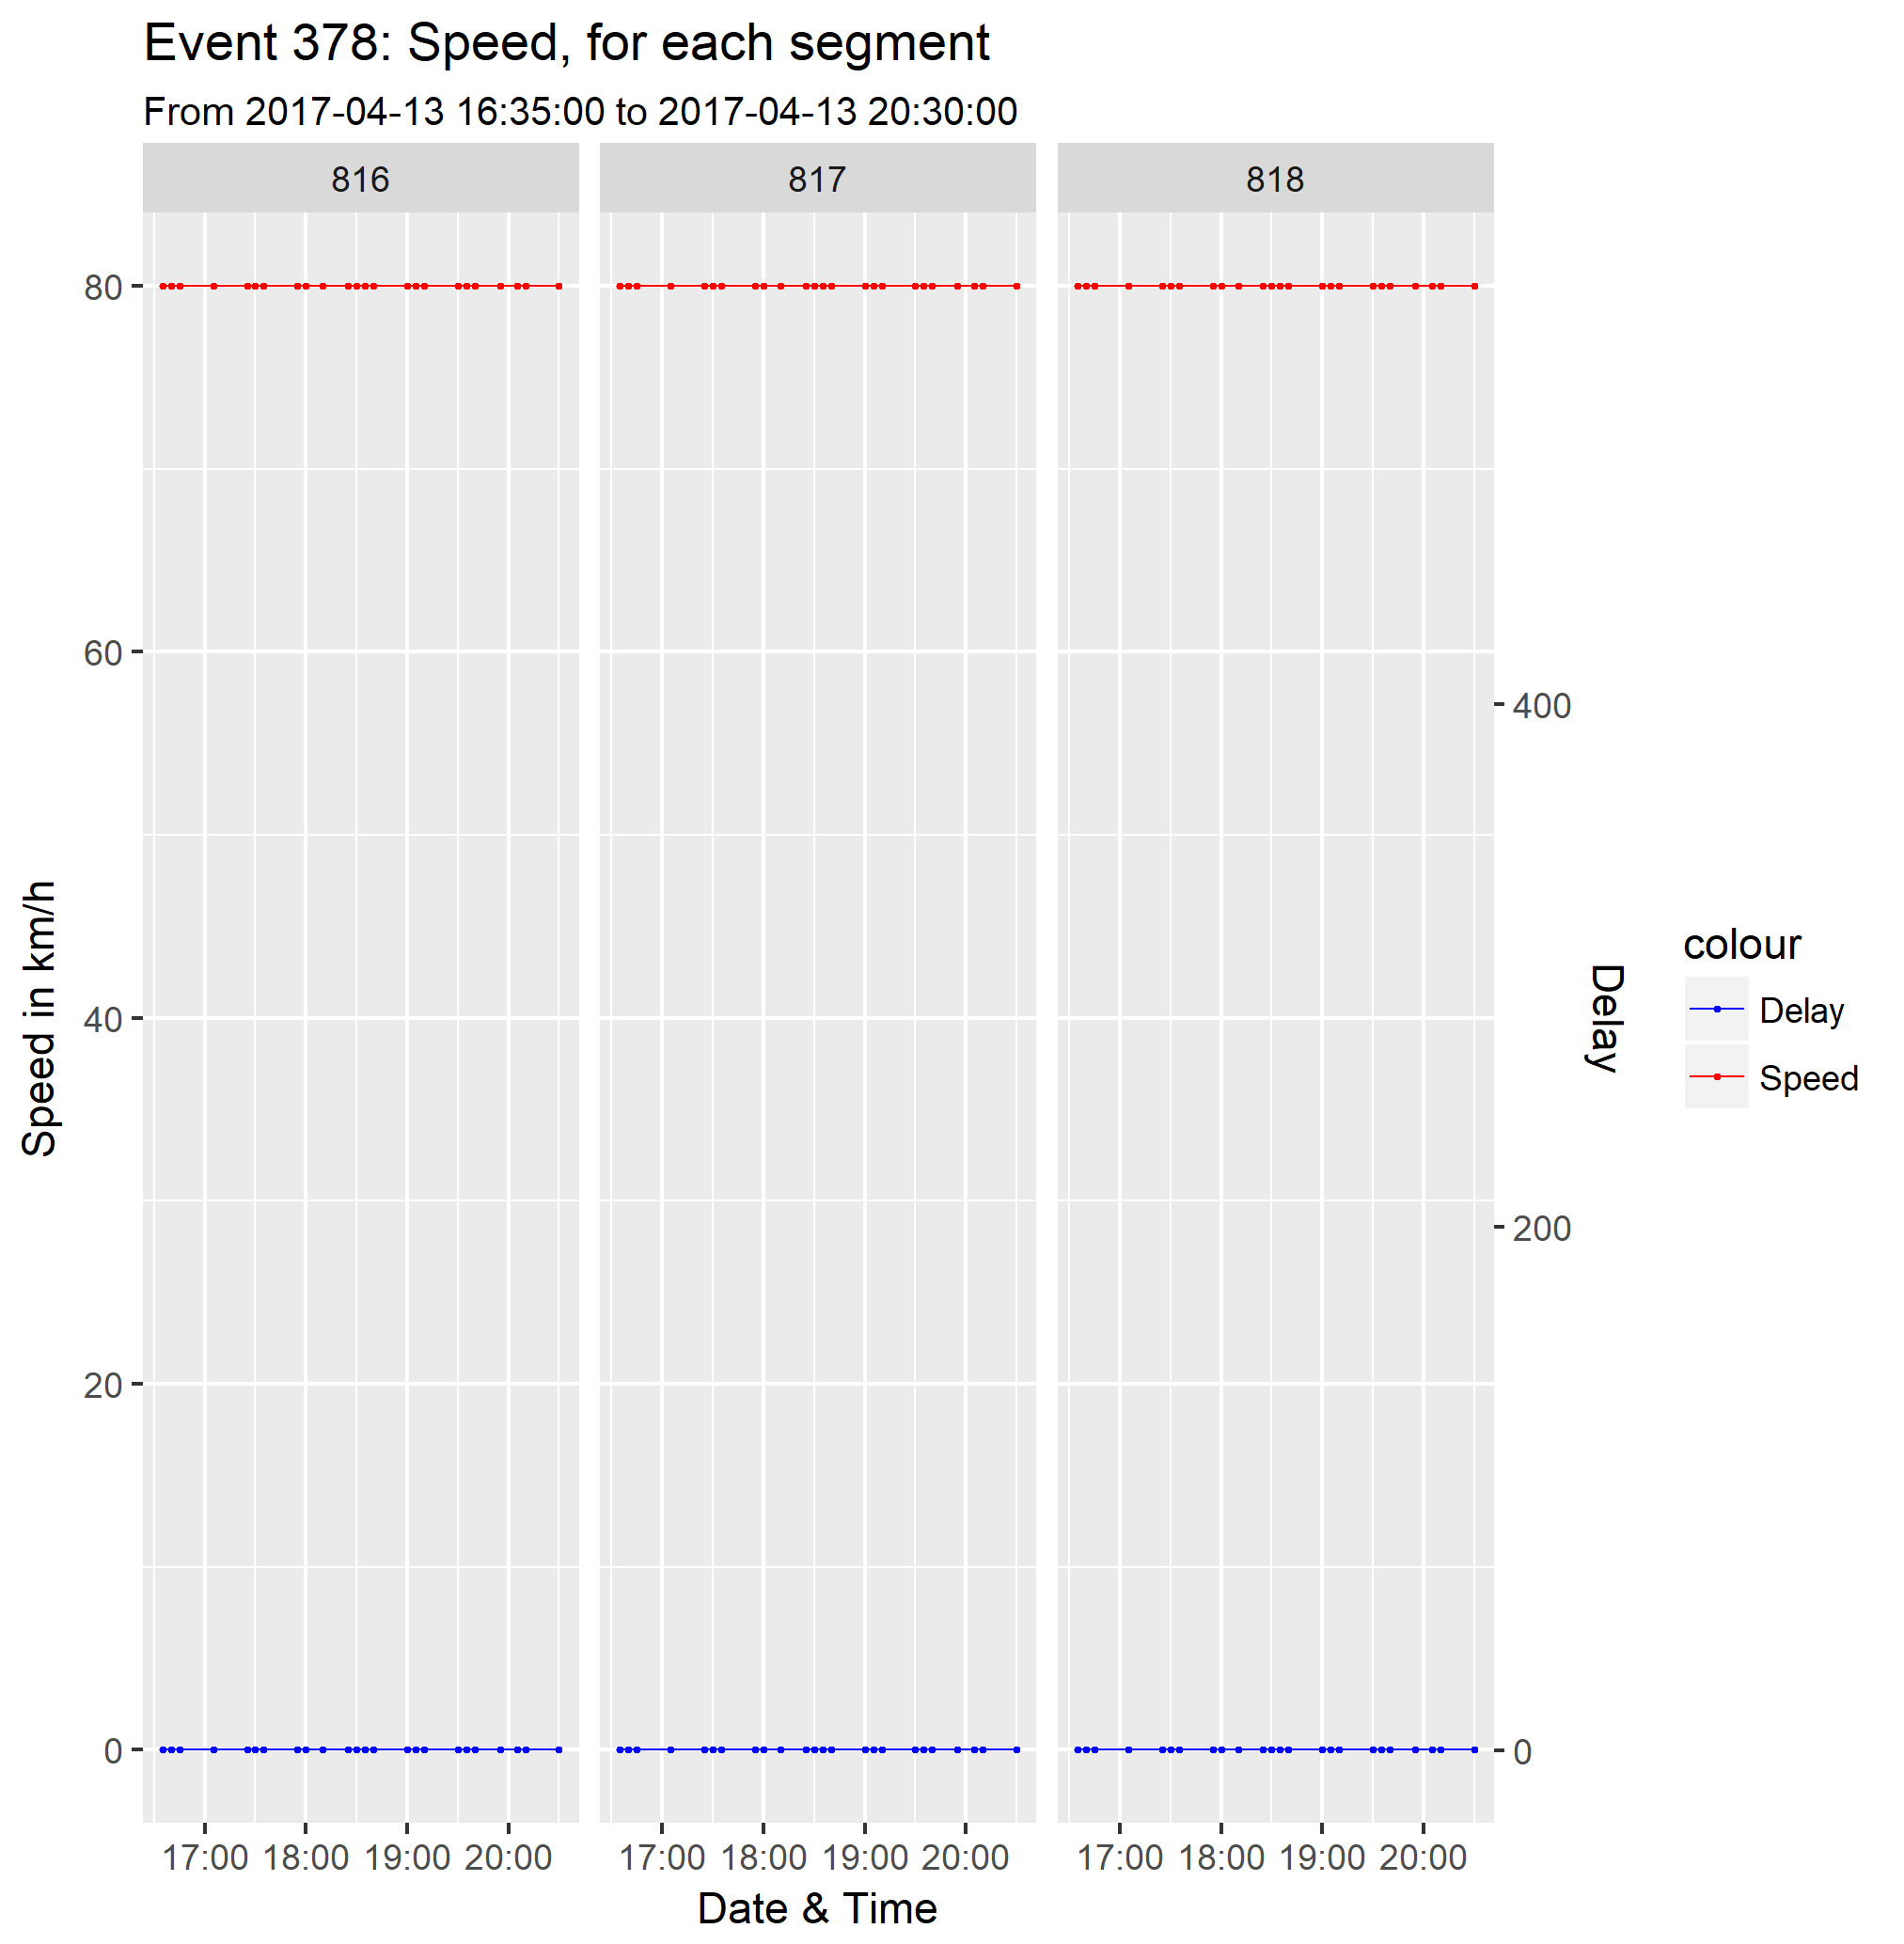 Event 378: Speed, for each segment
From 2017-04-13 16:35:00 to 2017-04-13 20:30:00
816 817 818
80
60
40
20
0
Speed in km/h
400
200
0
Delay
colour
Delay
Speed
17:00 18:00 19:00 20:00 17:00 18:00 19:00 20:00 17:00 18:00 19:00 20:00
Date & Time